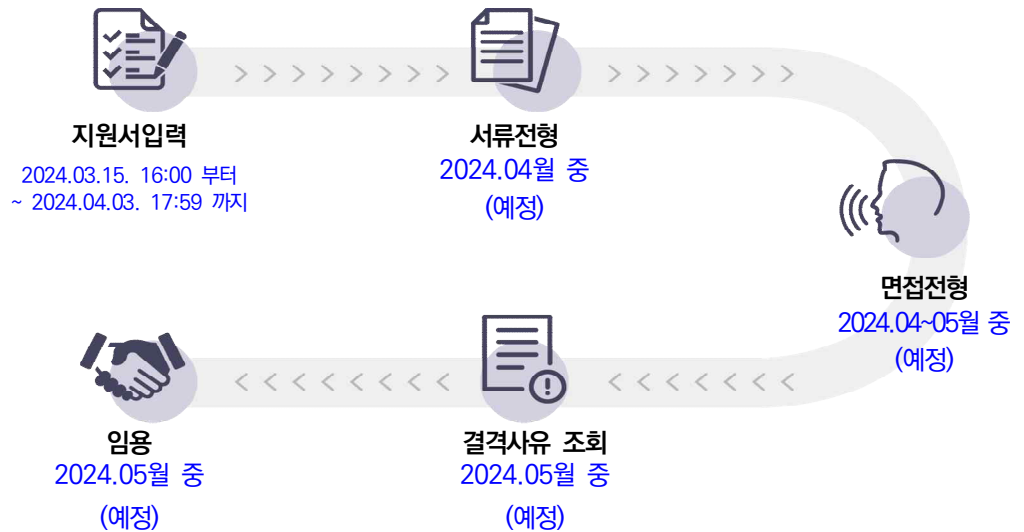 지원서입력
2024.03.15. 16:00 부터
~ 2024.04.03. 17:59 까지
서류전형
2024.04월 중
(예정)
면접전형
2024.04~05월 중
(예정)
결격사유 조회
2024.05월 중
(예정)
임용
2024.05월 중
(예정)